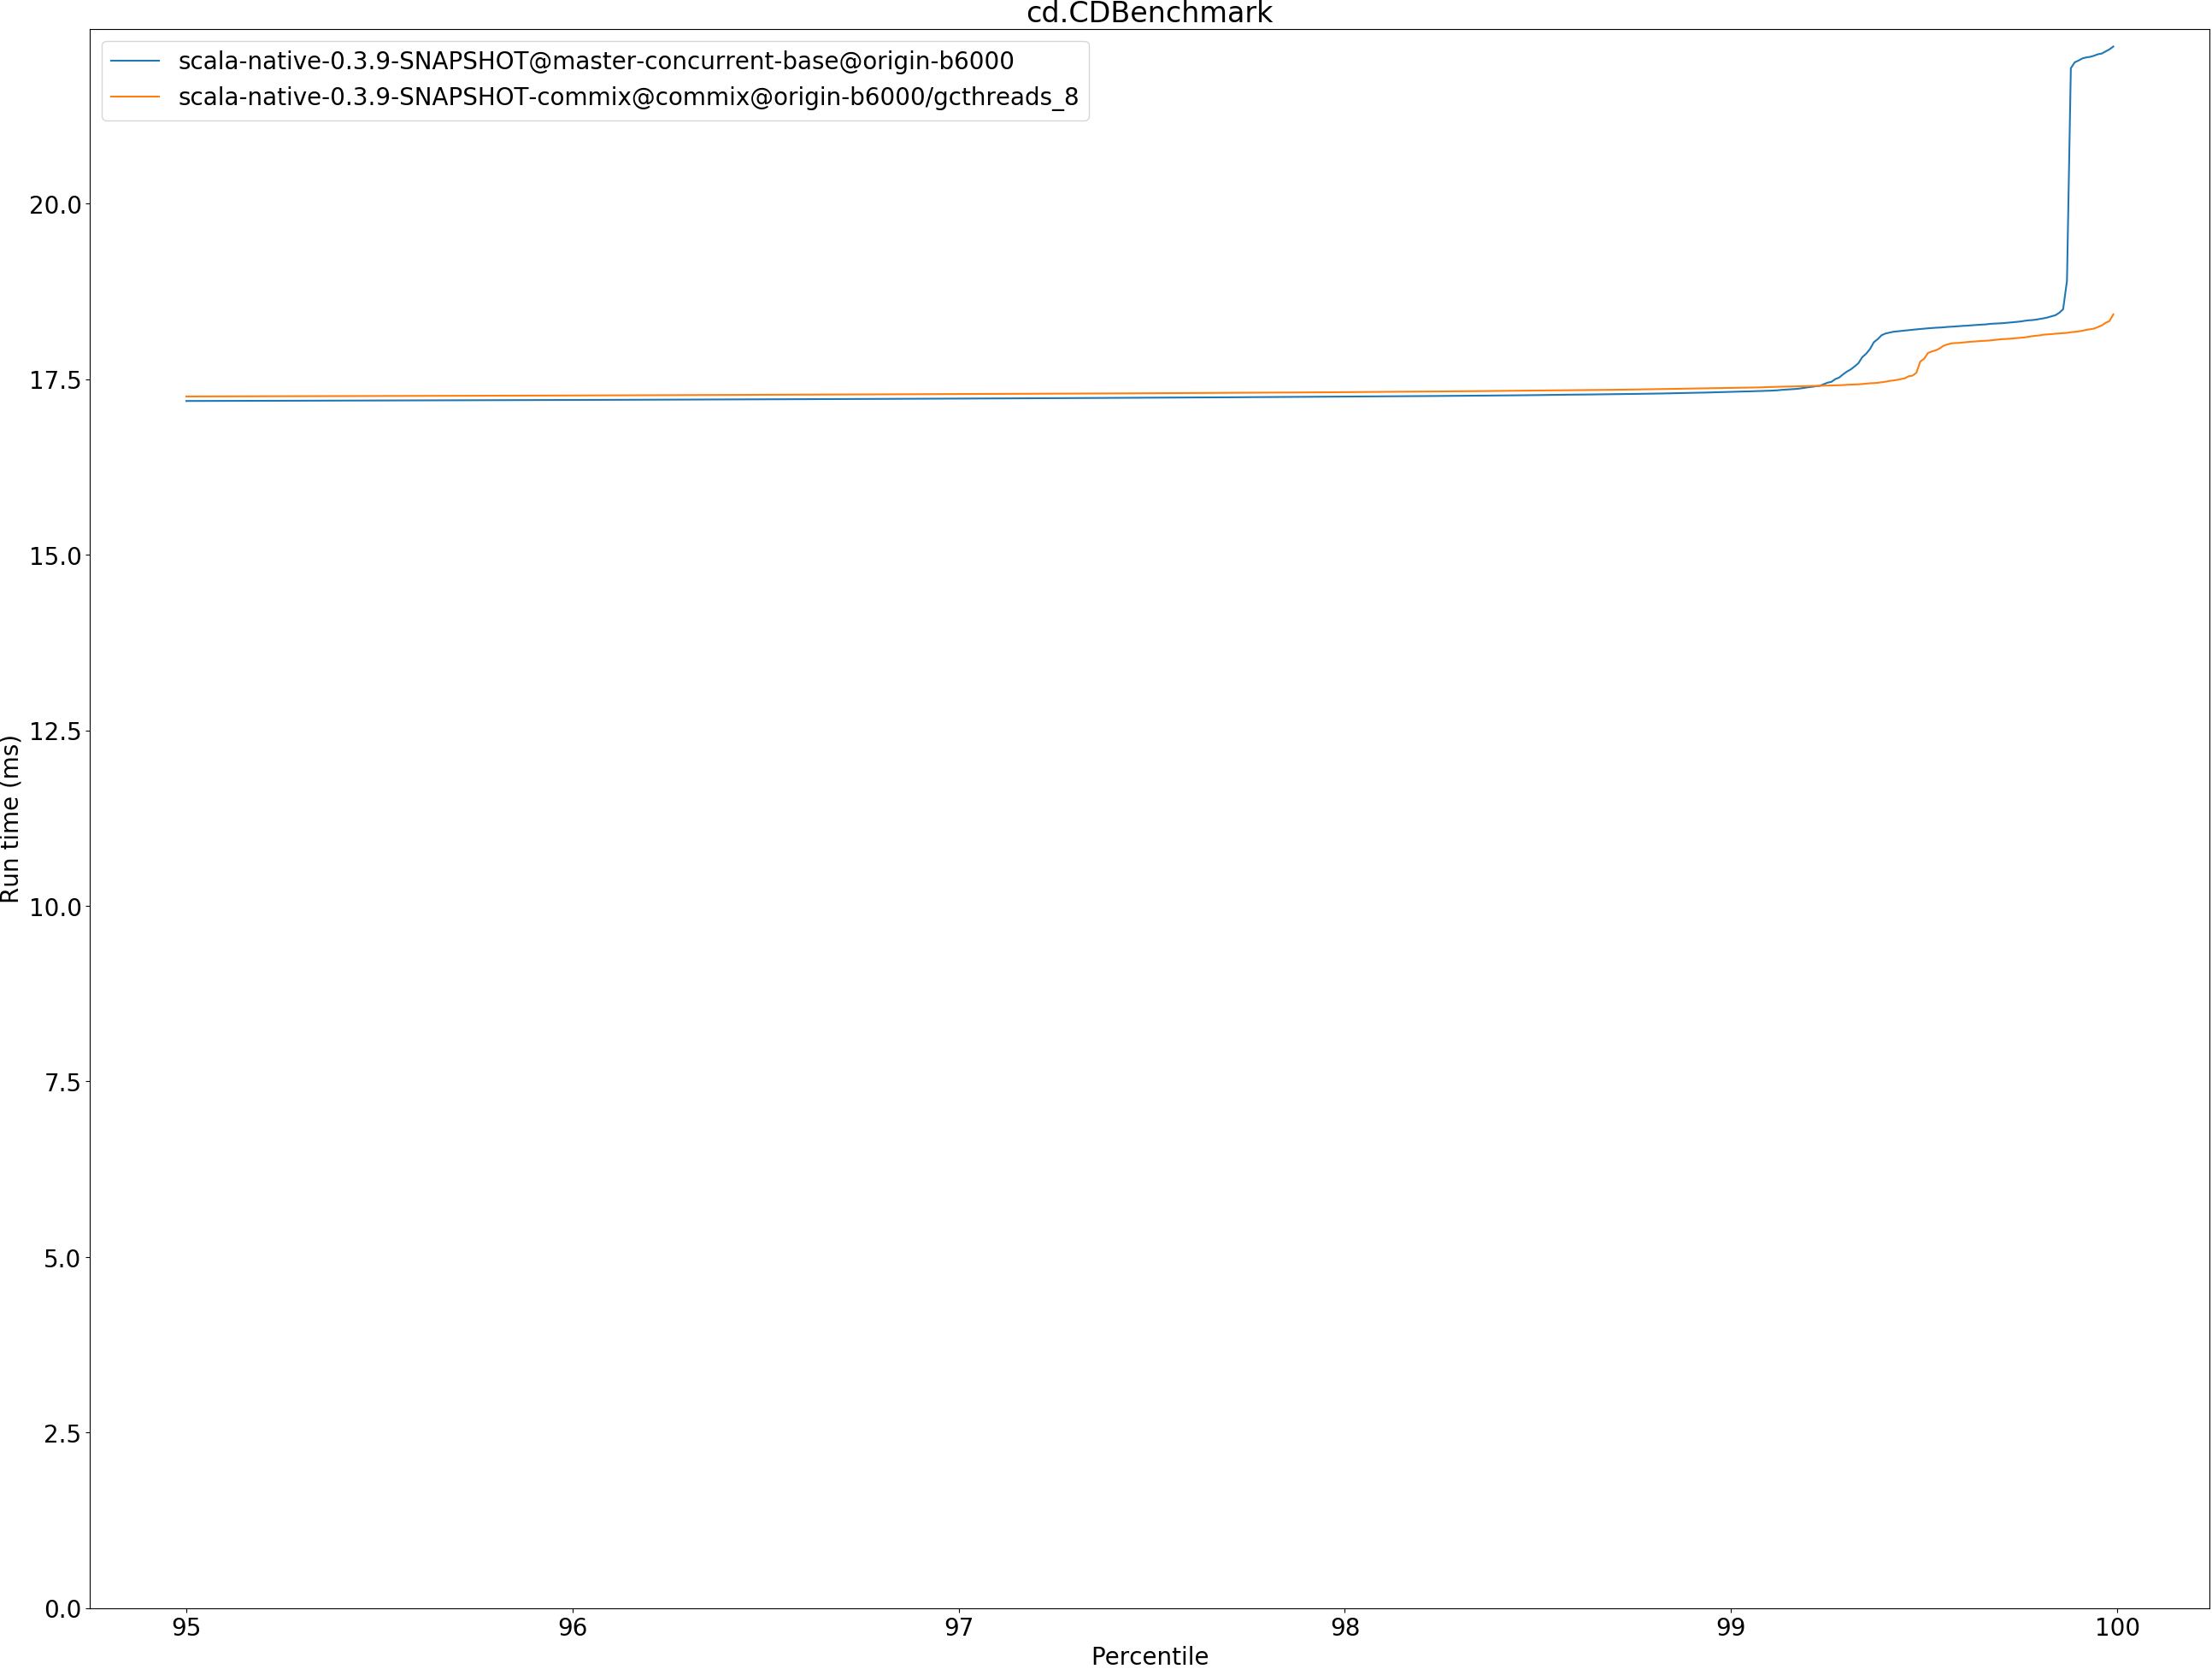 cd.CDBenchmark
scala-native-0.3.9-SNAPSHOT@master-concurrent-base@origin-b6000
scala-native-0.3.9-SNAPSHOT-commix@commix@origin-b6000/gcthreads_8
20.0
17.5
15.0
12.5
10.0
7.5
5.0
2.5
0.0
Run time (ms)
95 96 97 98 99 100
Percentile